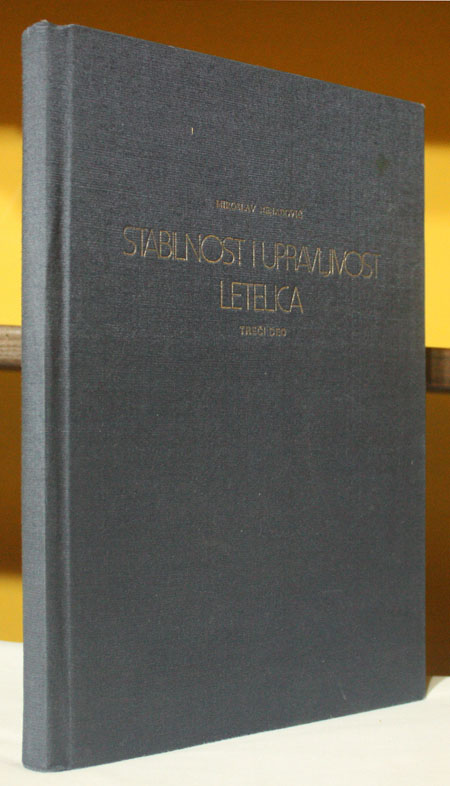 MIROSLAV NENADOVIĆ
STABILNOST I UPRAVLJIVOST
LETELICA
TREĆI DEO